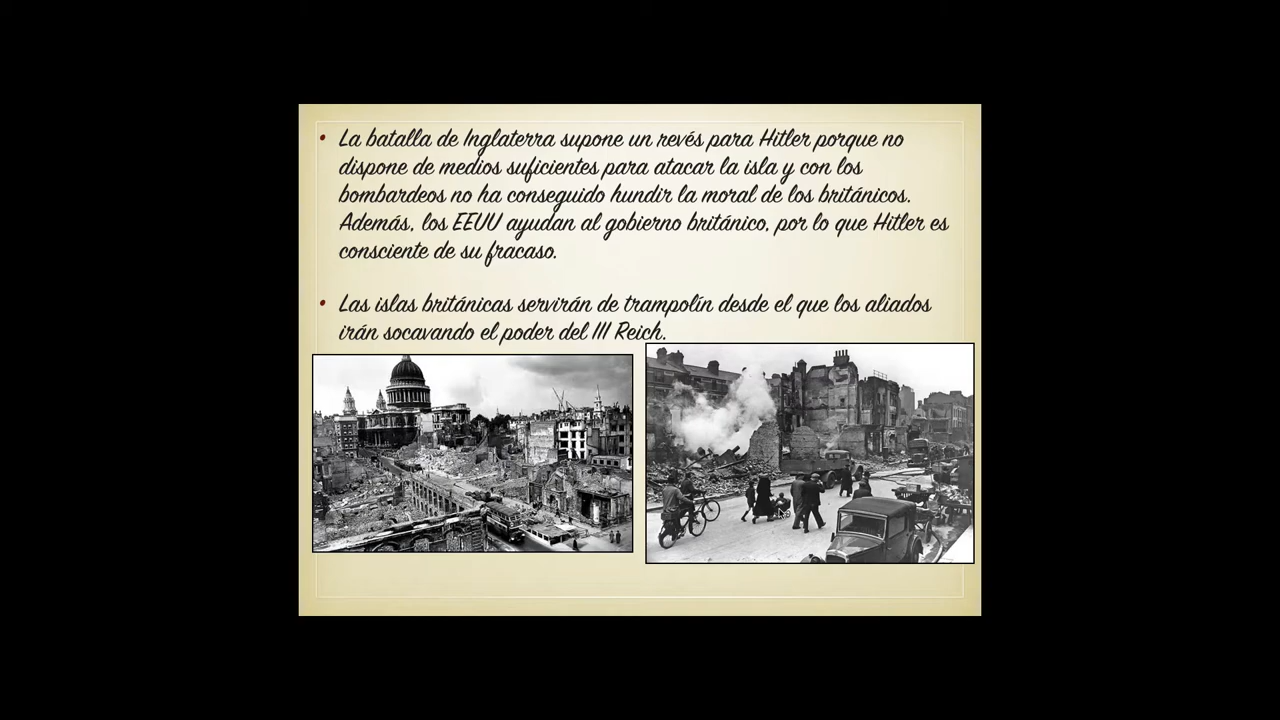 • La batalla de Inglaterra supone un revés para Hitler porque no
dispone de medios suficientes para atacar la isla y con los
bombardeos no ha conseguido hundir la moral de los británicos.
Además, los EEUU ayudan al gobierno británico, por lo que Hitler es
consciente de su fracaso.
• Las islas británicas servirán de trampolín desde el que los aliados
irán socavando el poder del III Reich.